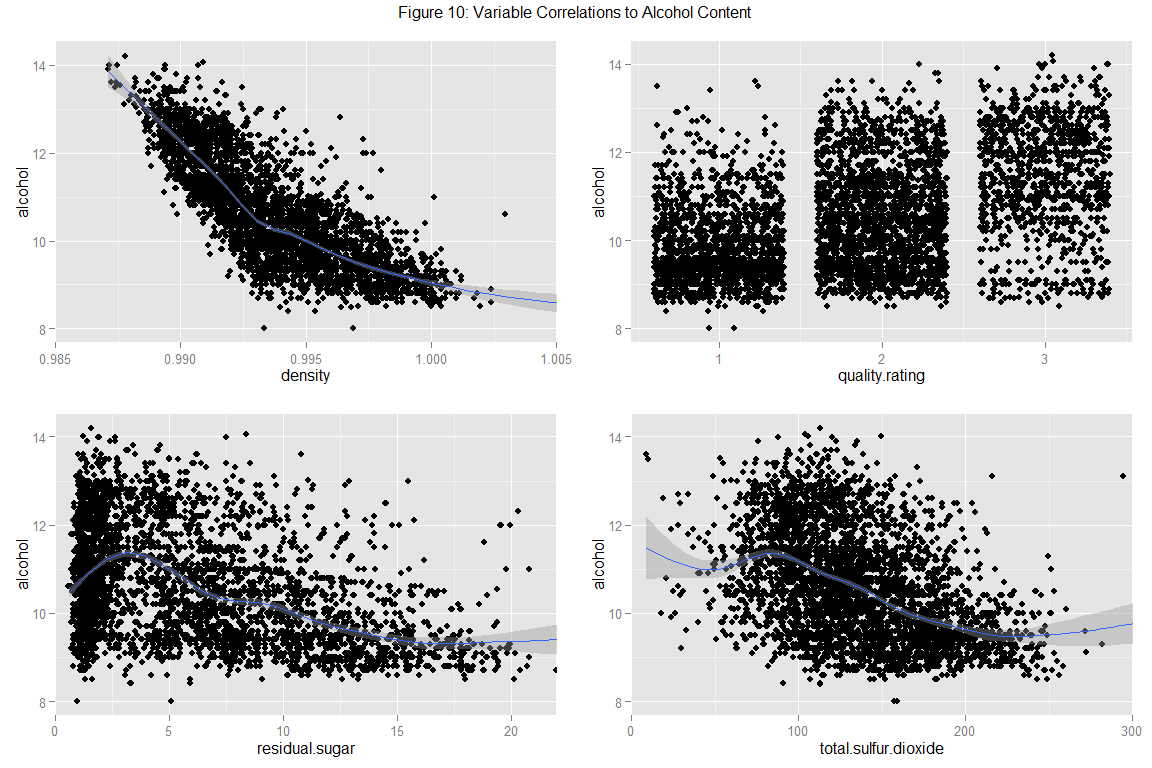 Figure 10: Variable Correlations to Alcohol Content
alcohol
14
12
10
8
0.985 0.990 0.995 1.000 1.005
density
alcohol
14
12
10
8
1 2 3
quality.rating
alcohol
14
12
10
8
0 5 10 15 20
residual.sugar
alcohol
14
12
10
8
0 100 200 300
total.sulfur.dioxide